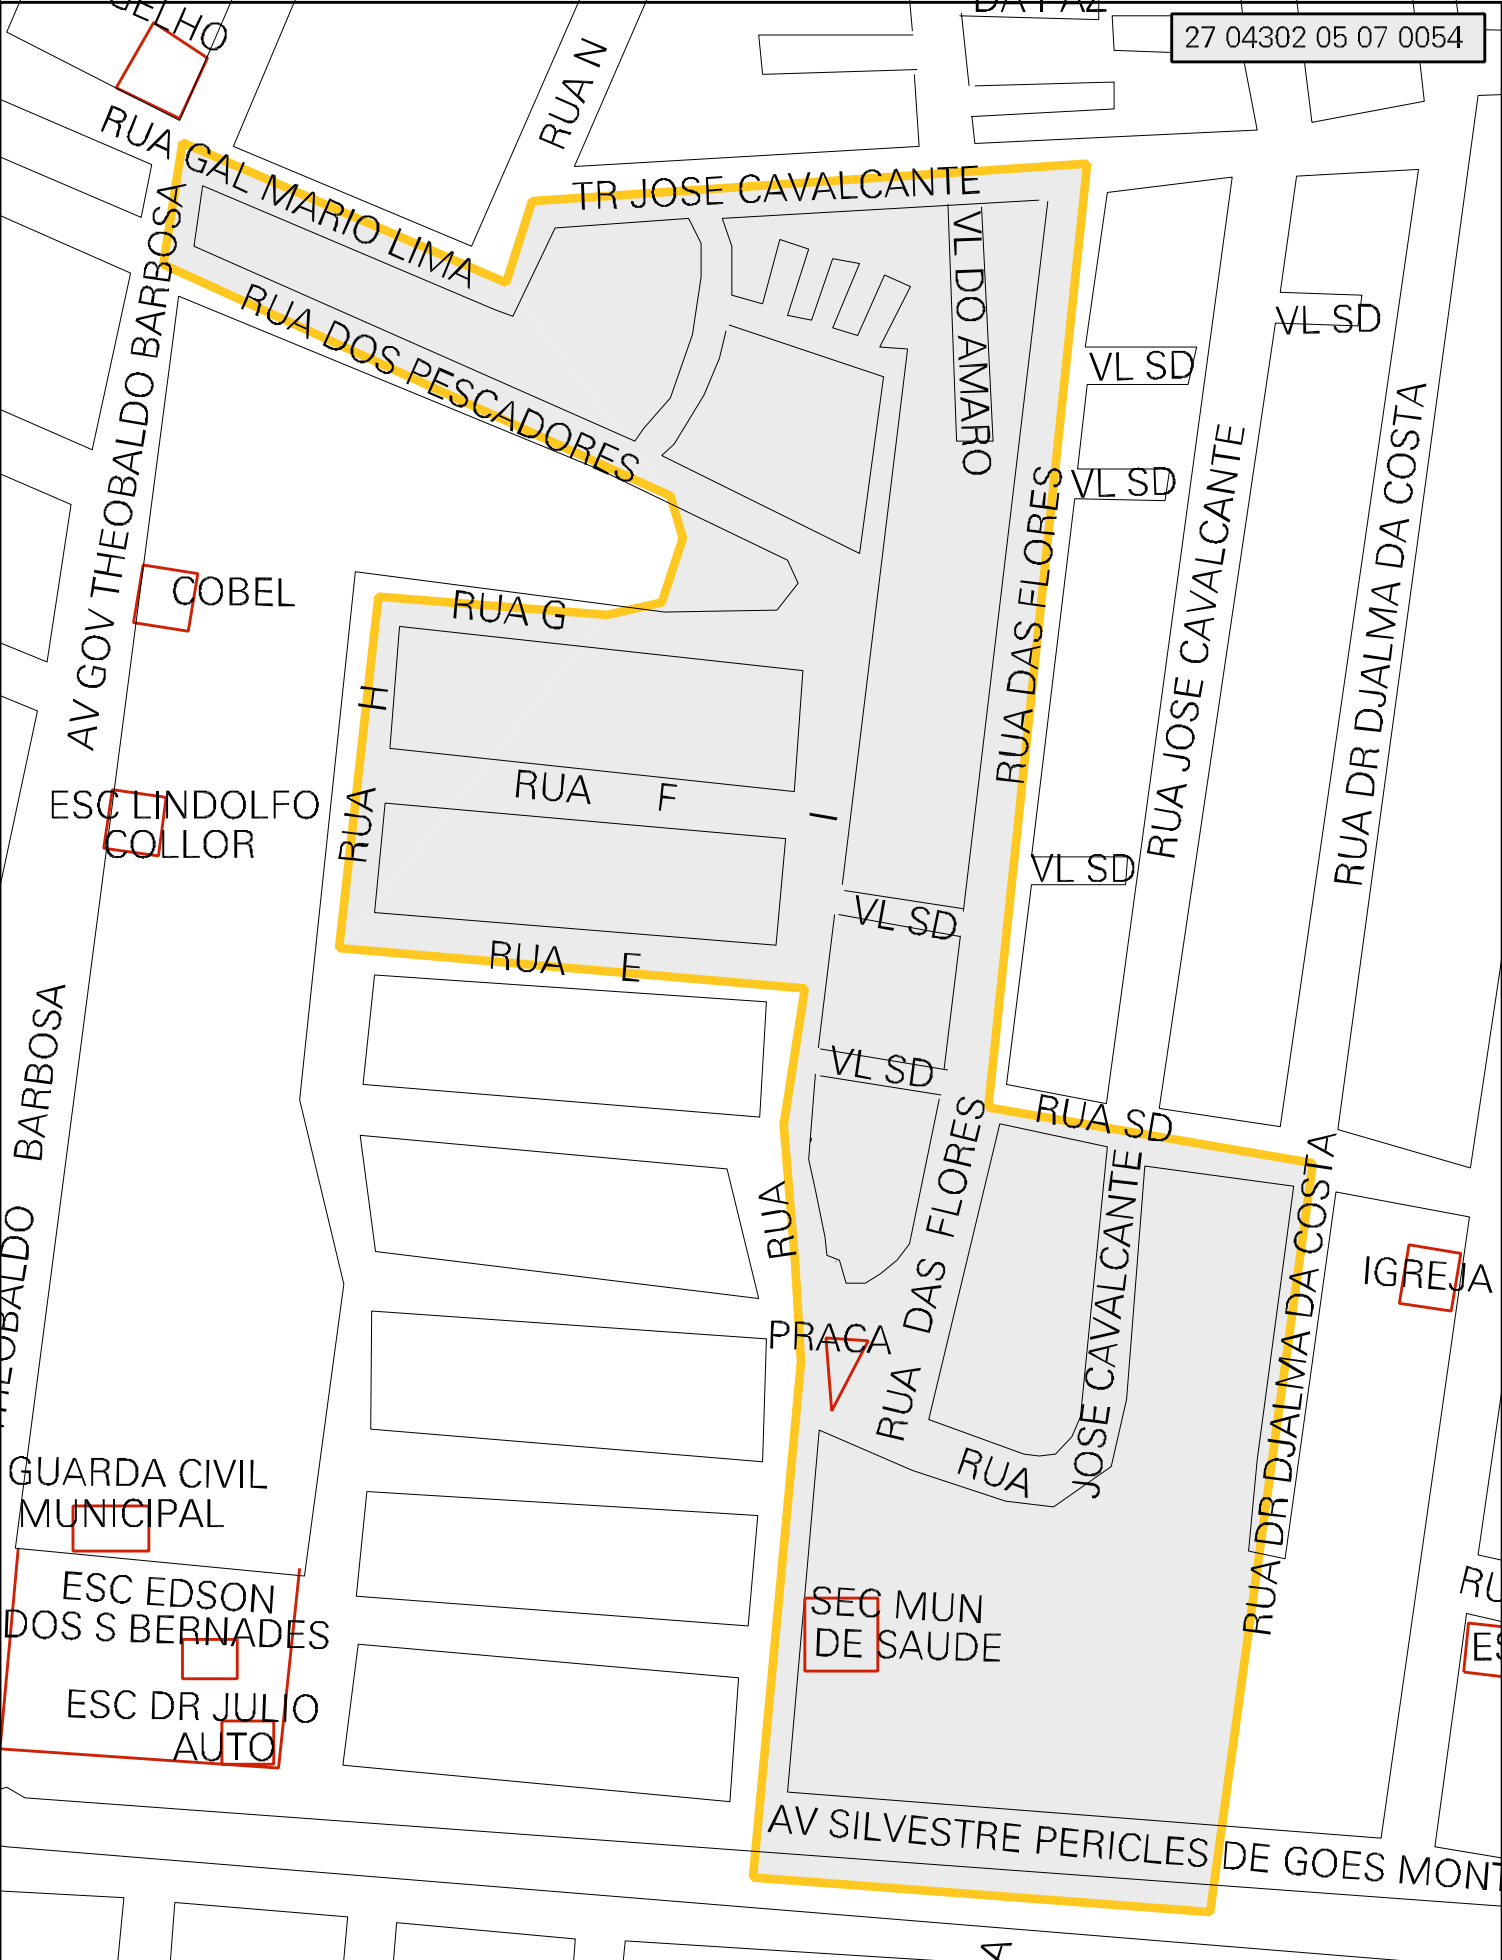 DA PAZ
27 04302 05 07 0054
RUA N
RUA GAL MARIO LIMA
TR JOSE CAVALCANTE
VL DO AMARO
RUA DOS PESCADORES
AV GOV THEOBALDO BARBOSA
VL SD
VL SD
VL SD
RUA DAS FLORES
RUA JOSE CAVALCANTE
RUA DR DJALMA DA COSTA
COBEL
RUA G
RUA H
ESC LINDOLFO
COLLOR
RUA F
I
VL SD
VL SD
RUA E
VL SD
RUA SD
BARBOSA
RUA
RUA DAS FLORES
RUA JOSE CAVALCANTE
RUA DR DJALMA DA COSTA
IGREJA
PRACA
GUARDA CIVIL
MUNICIPAL
ESC EDSON
DOS S BERNADES
SEC MUN
DE SAUDE
ESC DR JULIO
AUTO
AV SILVESTRE PERICLES DE GOES MONT